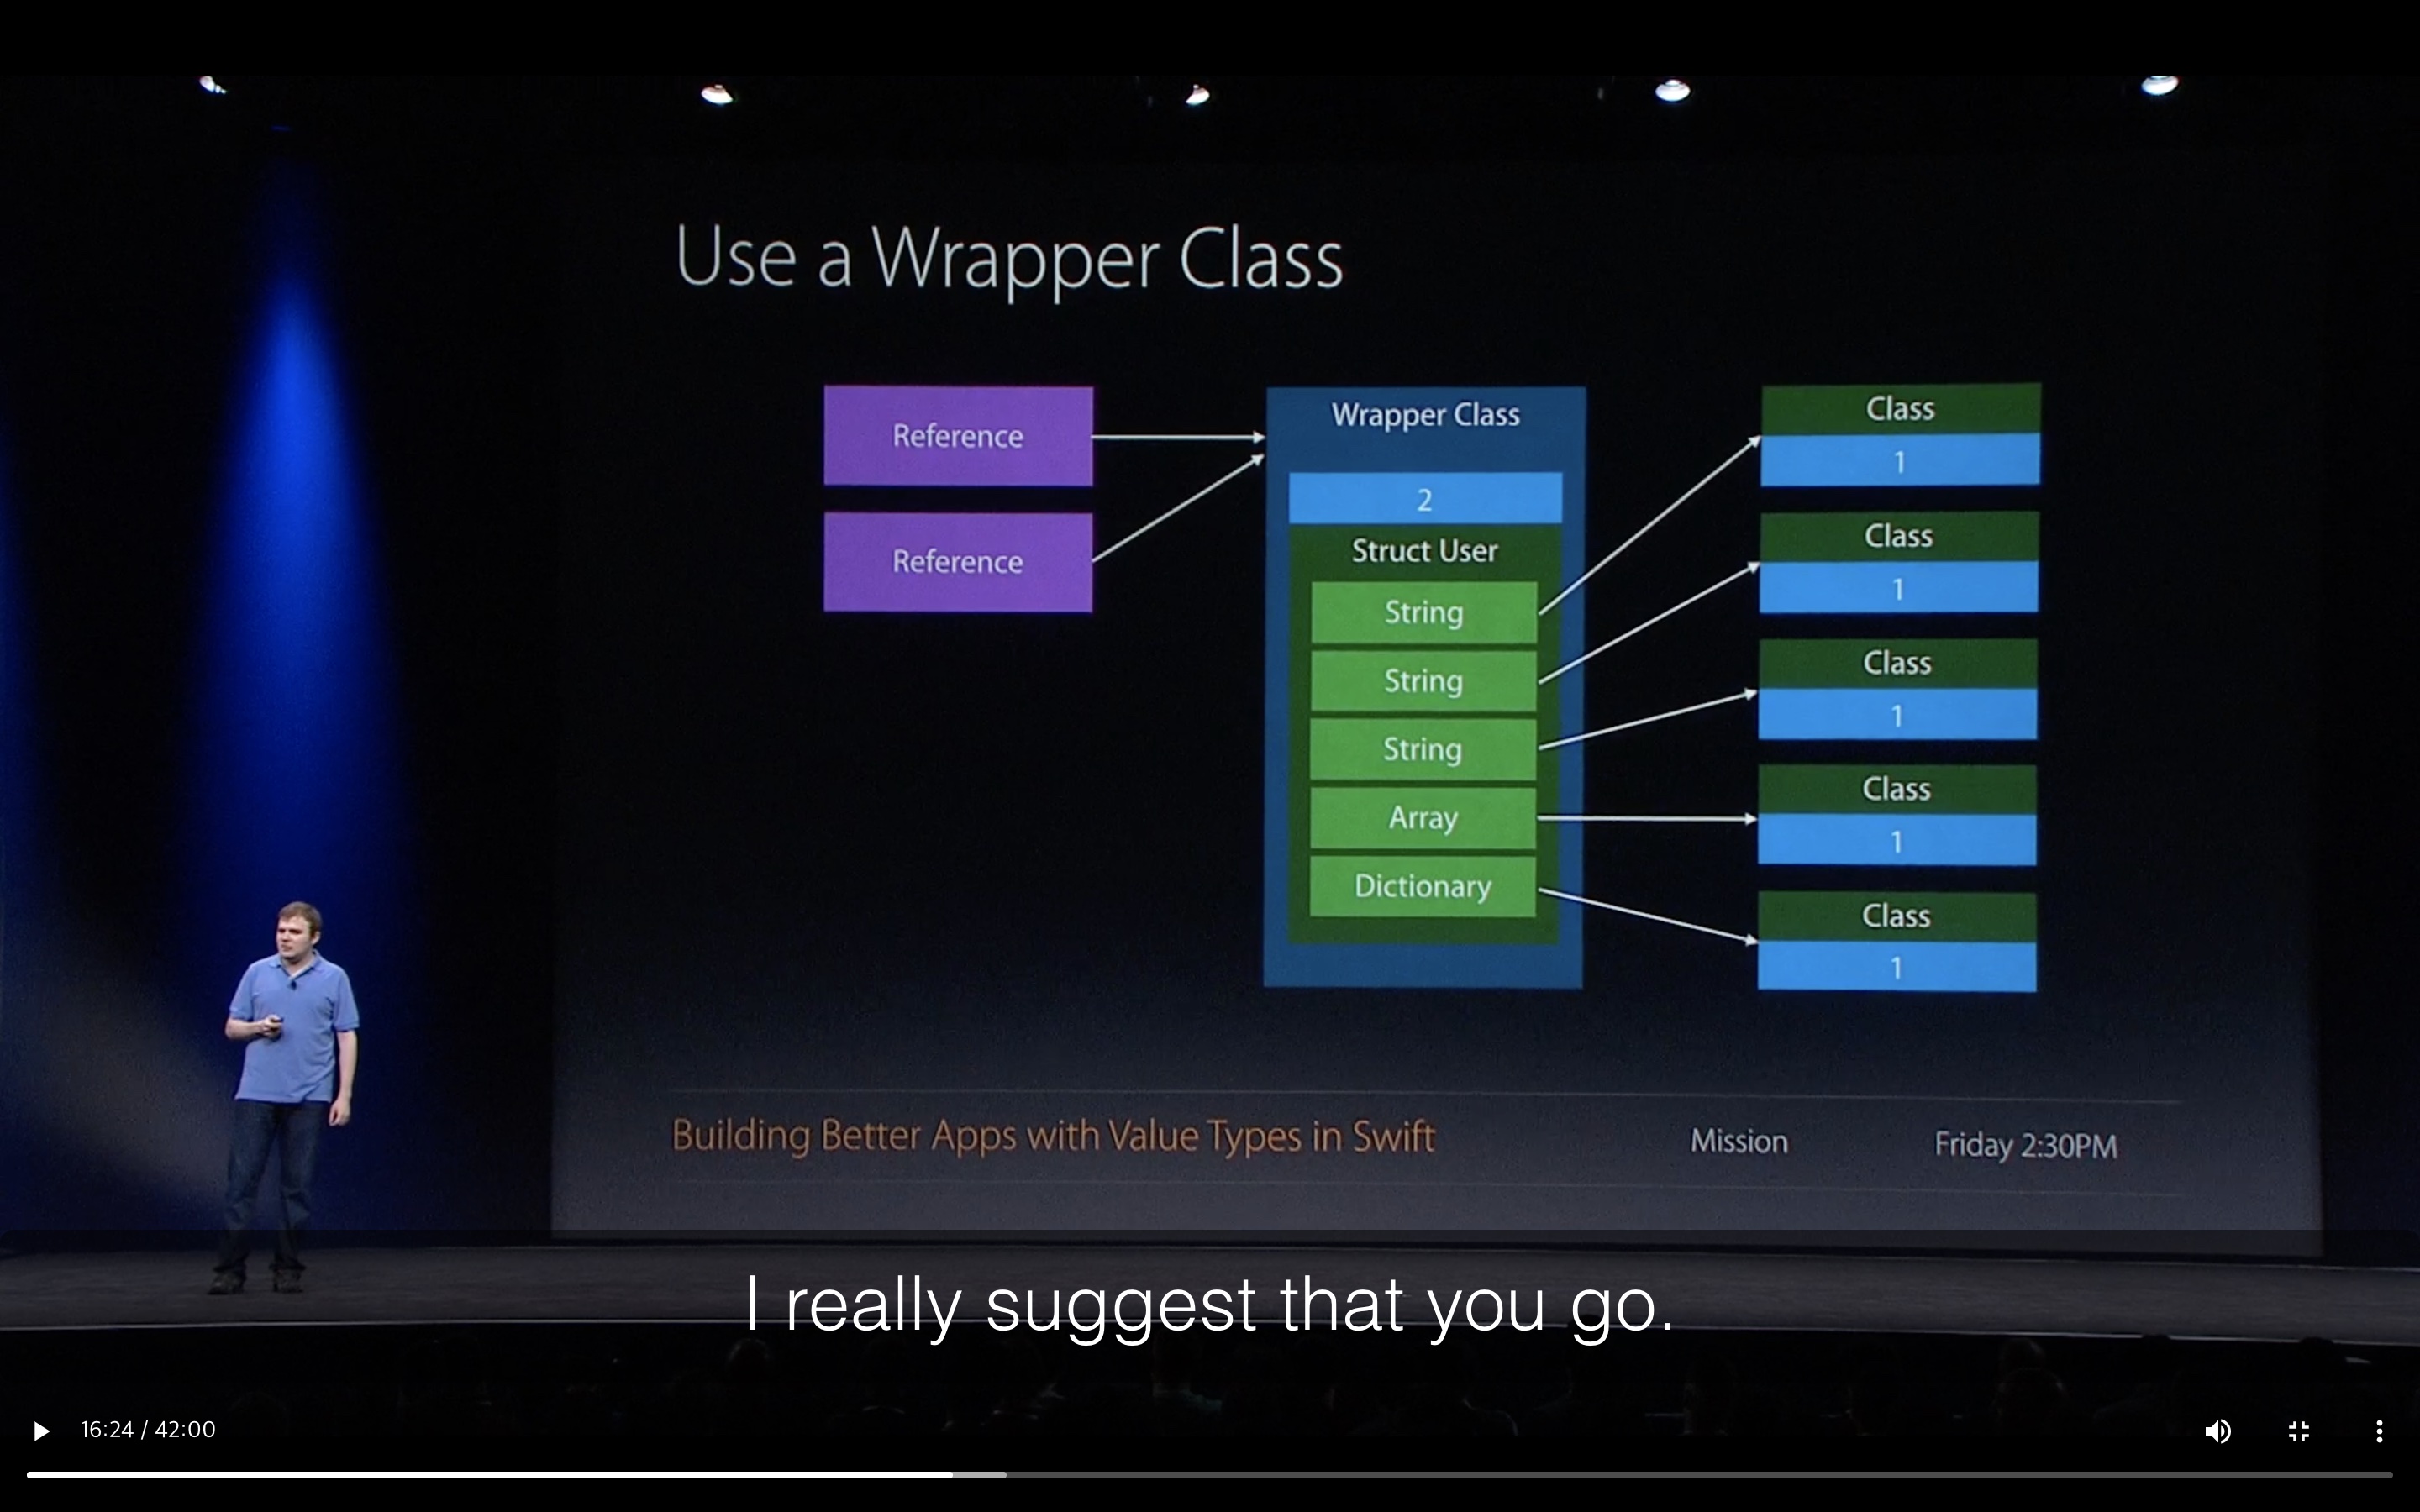 Use a Wrapper Class
Reference
Reference
Wrapper Class
2
Struct User
String
String
String
Array
Dictionary
Class
1
Class
1
Class
1
Class
1
Class
1
Building Better Apps with Value Types in Swift Mission Friday 2:30PM
I really suggest that you go.
16:24 / 42:00